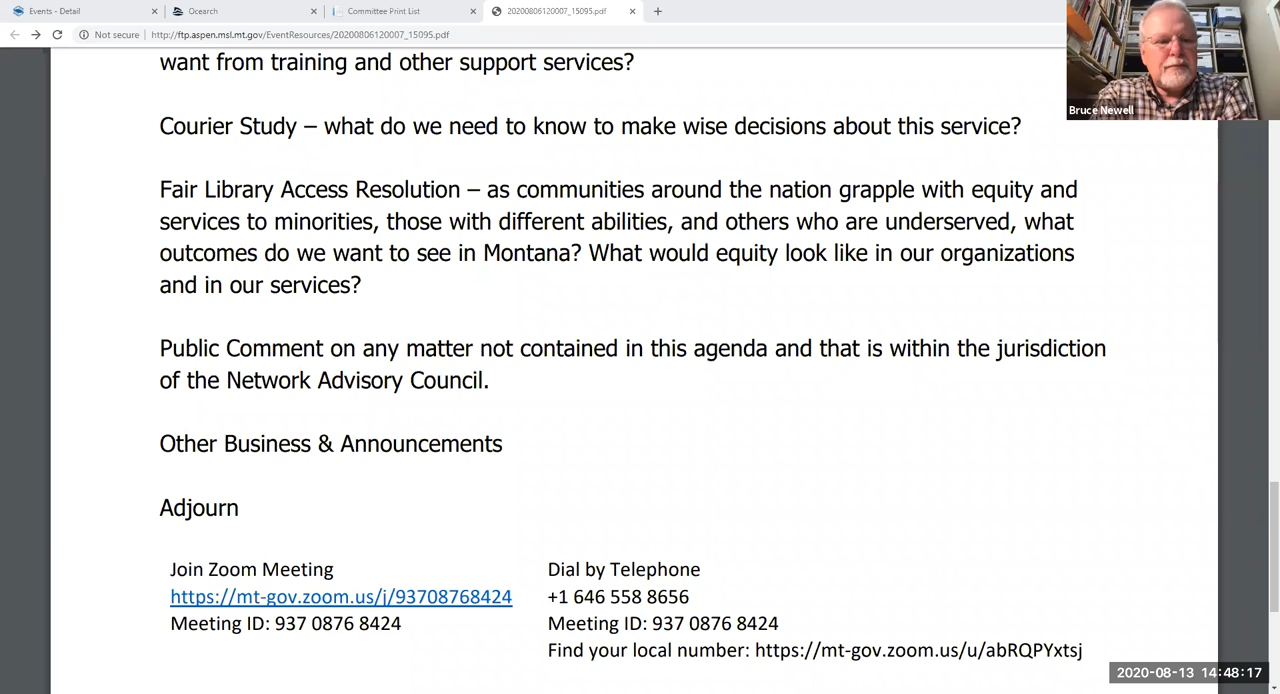 Events - Detail
Ocearch
Committee Print List
20200806120007_15095.pdf
Not secure | http://ftp.aspen.msl.mt.gov/EventResources/20200806120007_15095.pdf
Bruce Newell
want from training and other support services?
Courier Study – what do we need to know to make wise decisions about this service?
Fair Library Access Resolution – as communities around the nation grapple with equity and
services to minorities, those with different abilities, and others who are underserved, what
outcomes do we want to see in Montana? What would equity look like in our organizations
and in our services?
Public Comment on any matter not contained in this agenda and that is within the jurisdiction
of the Network Advisory Council.
Other Business & Announcements
Adjourn
Join Zoom Meeting
https://mt-gov.zoom.us/j/93708768424
Meeting ID: 937 0876 8424
Dial by Telephone
+1 646 558 8656
Meeting ID: 937 0876 8424
Find your local number: https://mt-gov.zoom.us/u/abRQPYxtsj
2020-08-13 14:48:17